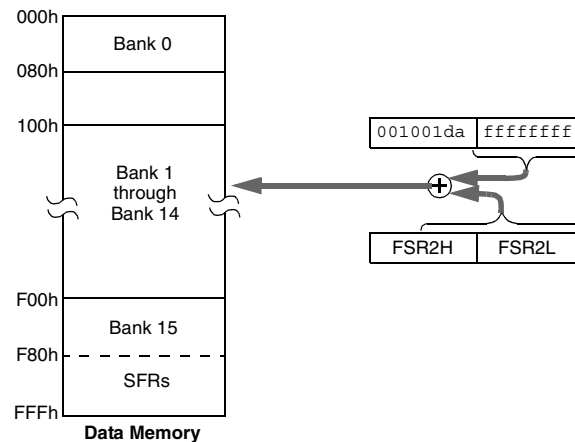 000h
Bank 0
080h
100h
001001da ffffffff
Bank 1
through
Bank 14
+
FSR2H FSR2L
F00h
Bank 15
F80h
SFRs
FFFh
Data Memory